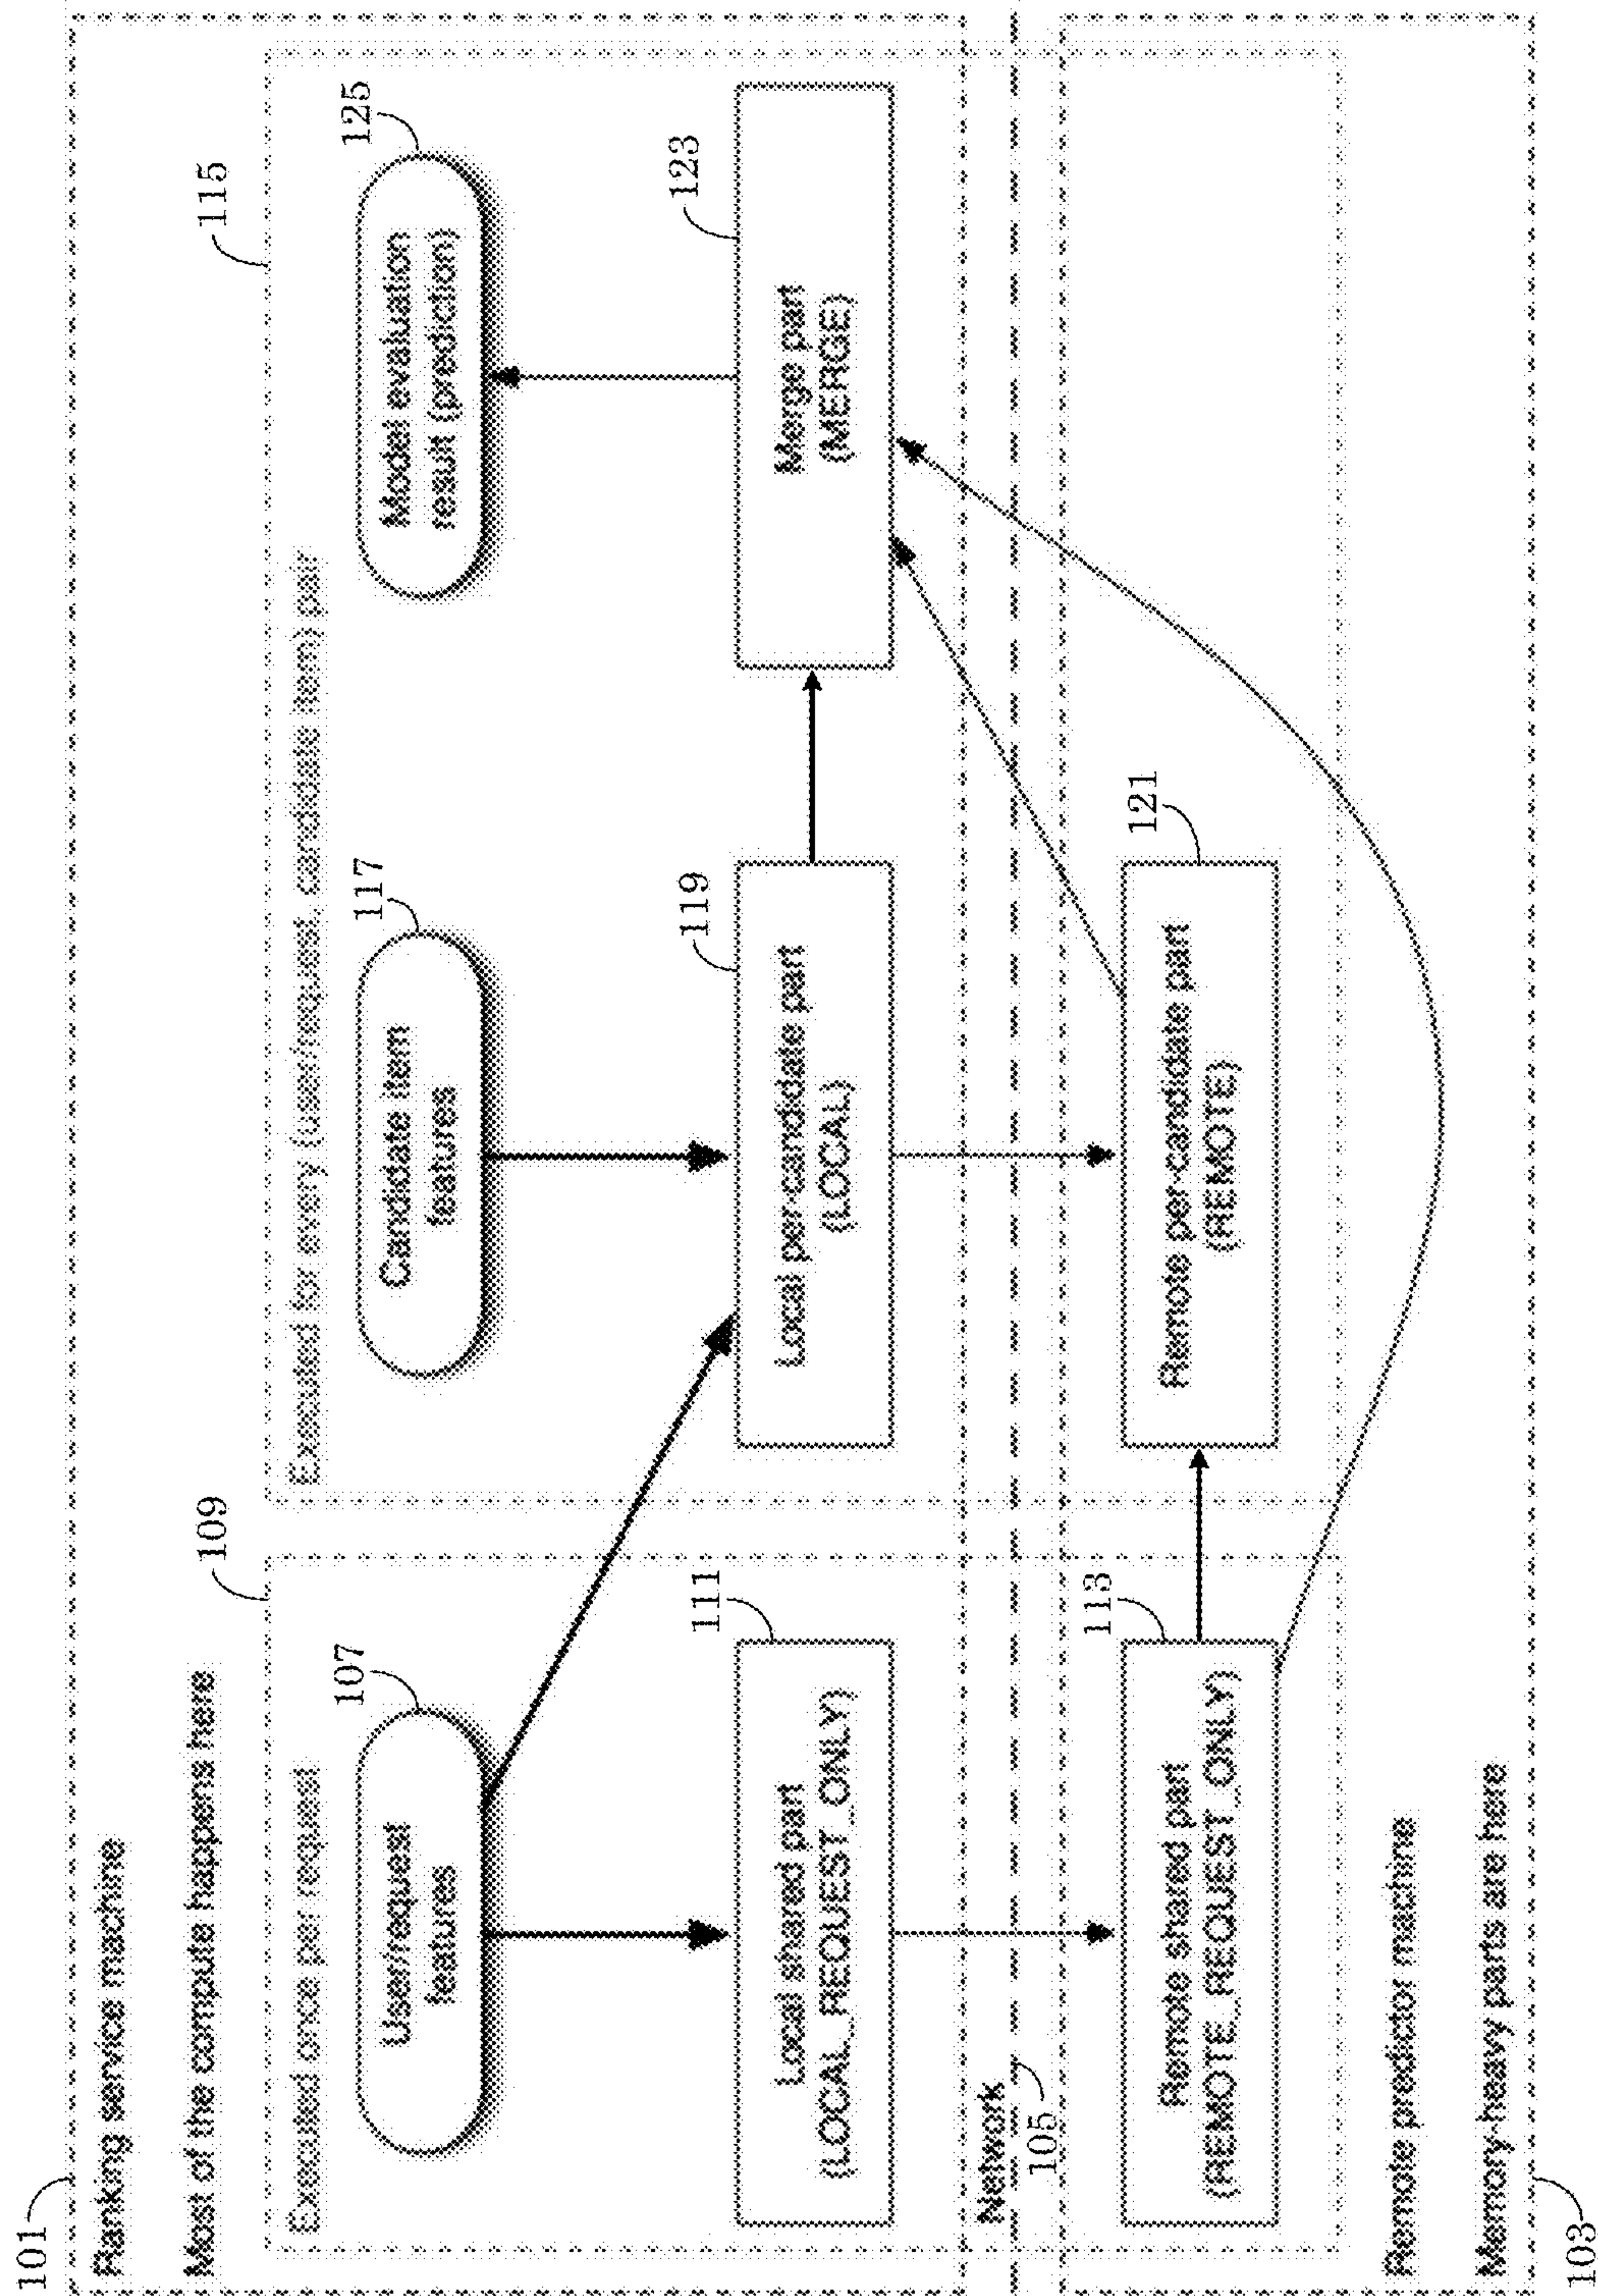 101
Ranking service machine
Most of the compute happens here
109
115
Executed once per request
Executed for every (user/request, candidate item) pair
107
User/request
features
117
Candidate item
features
125
Model evaluation
result (prediction)
111
Local shared part
(LOCAL_REQUEST_ONLY)
119
Local per-candidate part
(LOCAL)
123
Merge part
(MERGE)
Network
105
113
Remote shared part
(REMOTE_REQUEST_ONLY)
121
Remote per-candidate part
(REMOTE)
Remote predictor machine
Memory-heavy parts are here
103